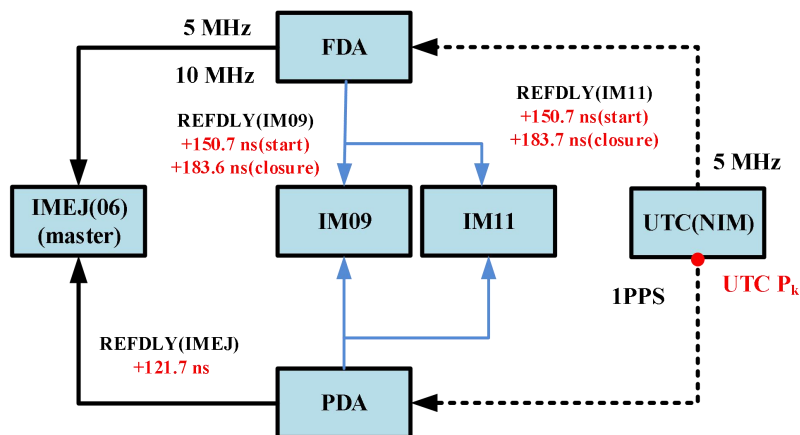 5 MHz
FDA
10 MHz
REFDLY(IM09)
+150.7 ns(start)
+183.6 ns(closure)
REFDLY(IM11)
+150.7 ns(start)
+183.7 ns(closure)
5 MHz
IMEJ(06)
(master)
IM09
IM11
UTC(NIM)
UTC Pk
1PPS
REFDLY(IMEJ)
+121.7 ns
PDA